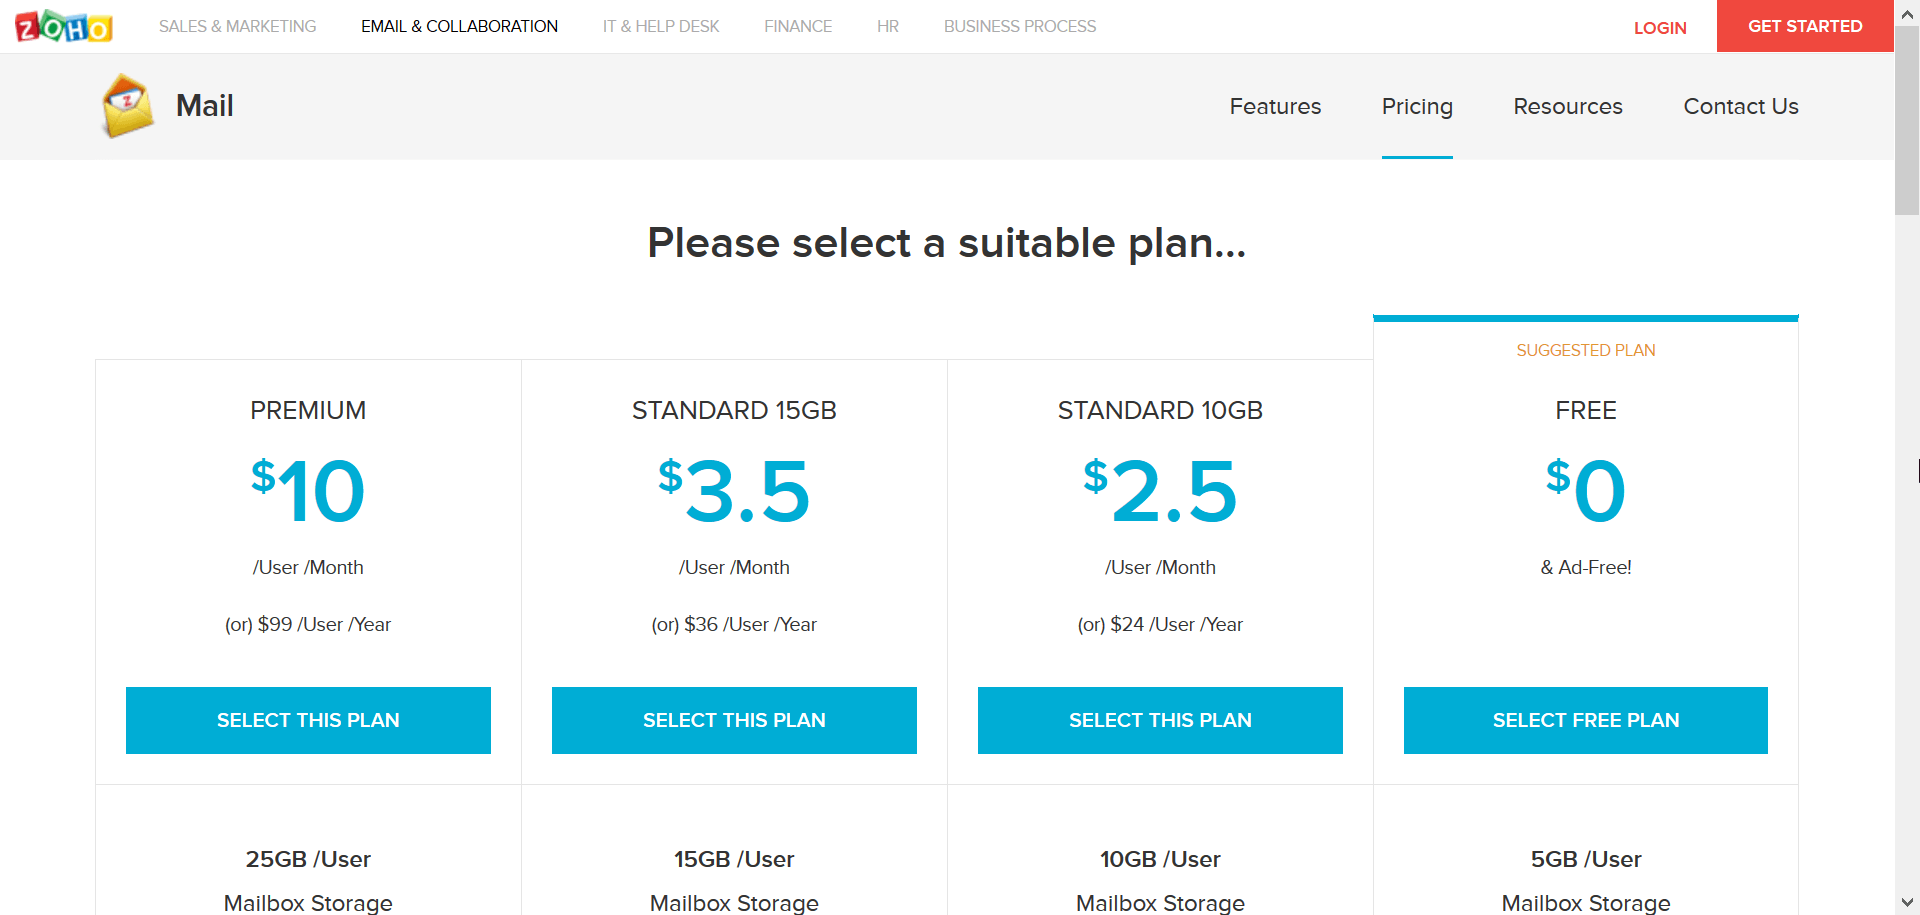 ZOHO SALES & MARKETING EMAIL & COLLABORATION IT & HELP DESK FINANCE HR BUSINESS PROCESS LOGIN GET STARTED
Mail Features Pricing Resources Contact Us
Please select a suitable plan...
SUGGESTED PLAN
PREMIUM STANDARD 15GB STANDARD 10GB FREE
$10 $3.5 $2.5 $0
/User /Month /User /Month /User /Month & Ad-Free!
(or) $99 /User /Year (or) $36 /User /Year (or) $24 /User /Year
SELECT THIS PLAN SELECT THIS PLAN SELECT THIS PLAN SELECT FREE PLAN
25GB /User 15GB /User 10GB /User 5GB /User
Mailbox Storage Mailbox Storage Mailbox Storage Mailbox Storage